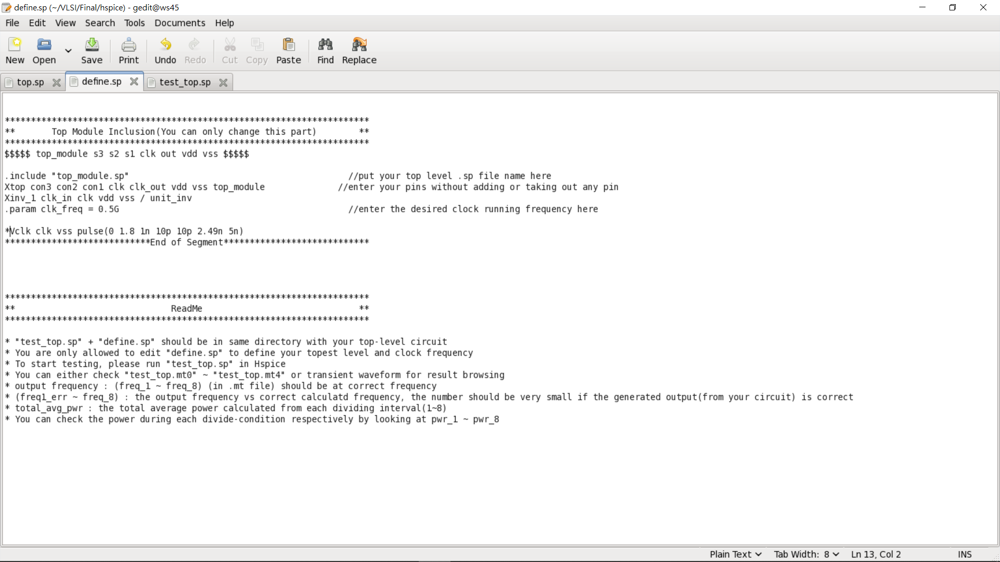 define.sp (~/VLSI/Final/hspice) - gedit@ws45
File Edit View Search Tools Documents Help
New Open Save Print Undo Redo Cut Copy Paste Find Replace
top.sp define.sp test_top.sp
**********************************************************************
** Top Module Inclusion(You can only change this part) **
**********************************************************************
$$$$$ top_module s3 s2 s1 clk out vdd vss $$$$$
.include "top_module.sp" //put your top level .sp file name here
Xtop con3 con2 con1 clk clk_out vdd vss top_module //enter your pins without adding or taking out any pin
Xinv_1 clk_in clk vdd vss / unit_inv
.param clk_freq = 0.5G //enter the desired clock running frequency here
*Vclk clk vss pulse(0 1.8 1n 10p 10p 2.49n 5n)
****************************End of Segment****************************
**********************************************************************
** ReadMe **
**********************************************************************
* "test_top.sp" + "define.sp" should be in same directory with your top-level circuit
* You are only allowed to edit "define.sp" to define your topest level and clock frequency
* To start testing, please run "test_top.sp" in Hspice
* You can either check "test_top.mt0" ~ "test_top.mt4" or transient waveform for result browsing
* output frequency : (freq_1 ~ freq_8) (in .mt file) should be at correct frequency
* (freq1_err ~ freq_8) : the output frequency vs correct calculatd frequency, the number should be very small if the generated output(from your circuit) is correct
* total_avg_pwr : the total average power calculated from each dividing interval(1~8)
* You can check the power during each divide-condition respectively by looking at pwr_1 ~ pwr_8
Plain Text Tab Width: 8 Ln 13, Col 2 INS